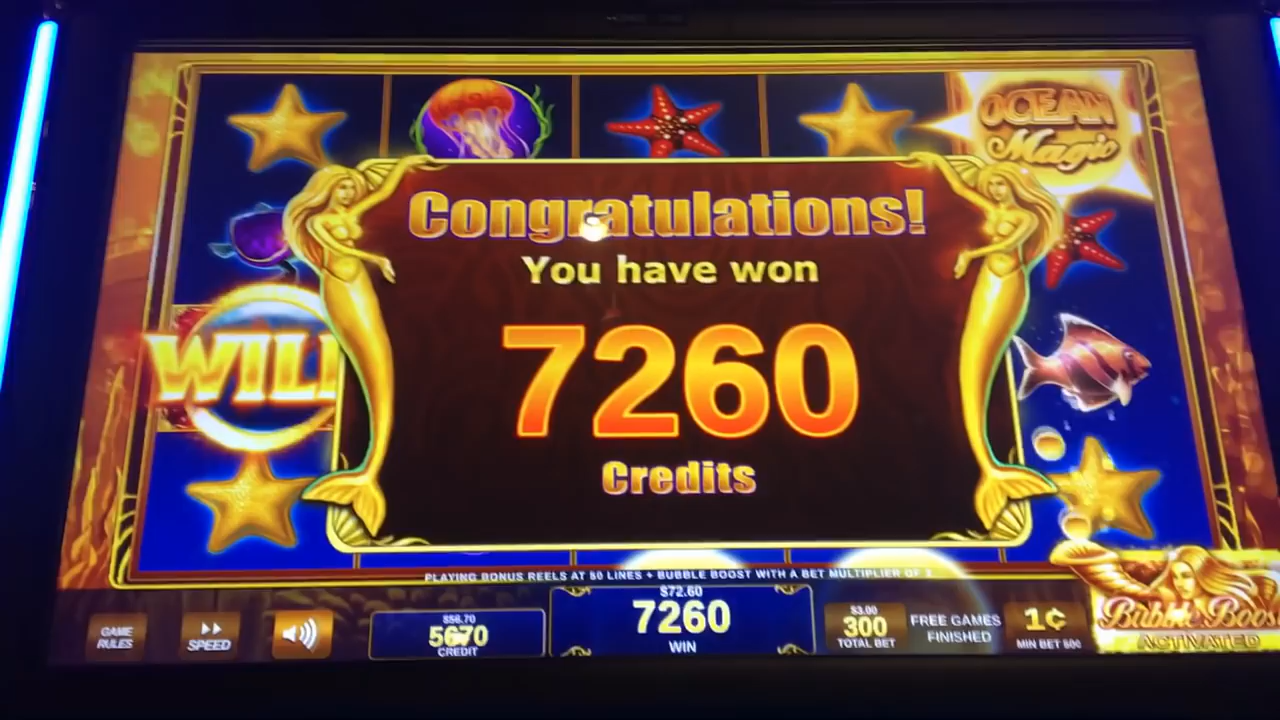 OCEAN
Magic
Congratulations!
You have won
WILD
7260
Credits
PLAYING BONUS REELS AT 50 LINES + BUBBLE BOOST WITH A BET MULTIPLIER OF
GAME
RULES
SPEED
$56.70
5670
CREDIT
$72.60
7260
WIN
$3.00
300
TOTAL BET
FREE GAMES
FINISHED
1¢
MIN BET 50¢
Bubble Boost
ACTIVATED